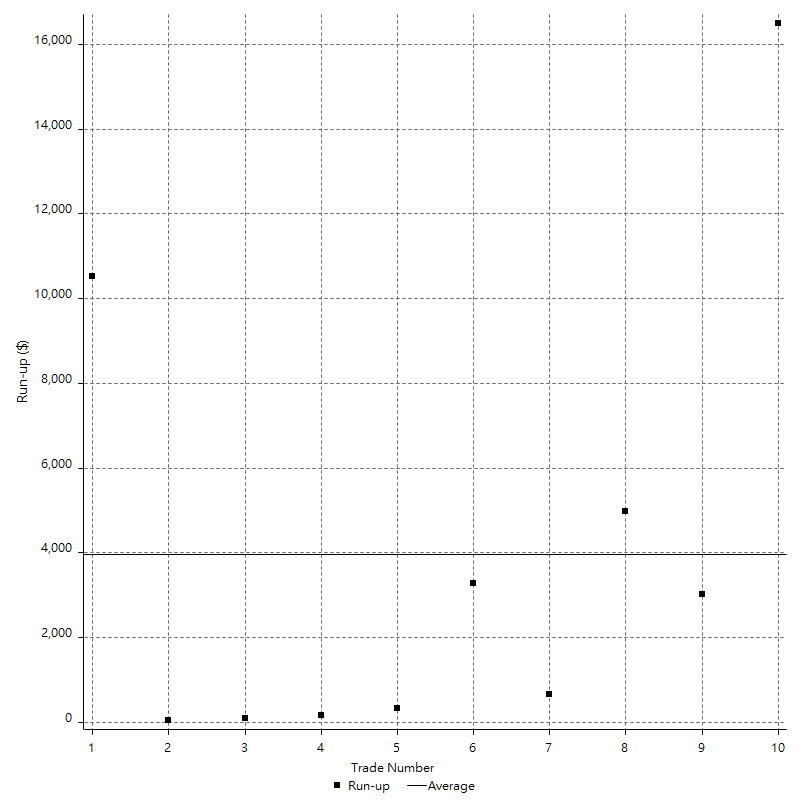 16,000
14,000
12,000
10,000
8,000
6,000
4,000
2,000
0
Run-up ($)
1 2 3 4 5 6 7 8 9 10
Trade Number
Run-up Average